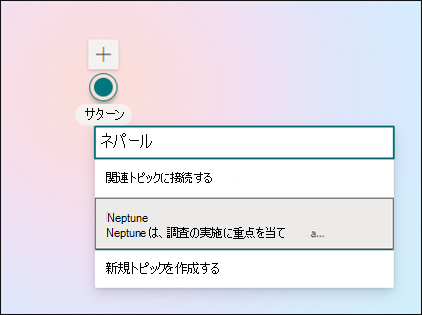 サターン
ネパール
関連トピックに接続する
Neptune
Neptune は、調査の実施に重点を当て a...
新規トピックを作成する